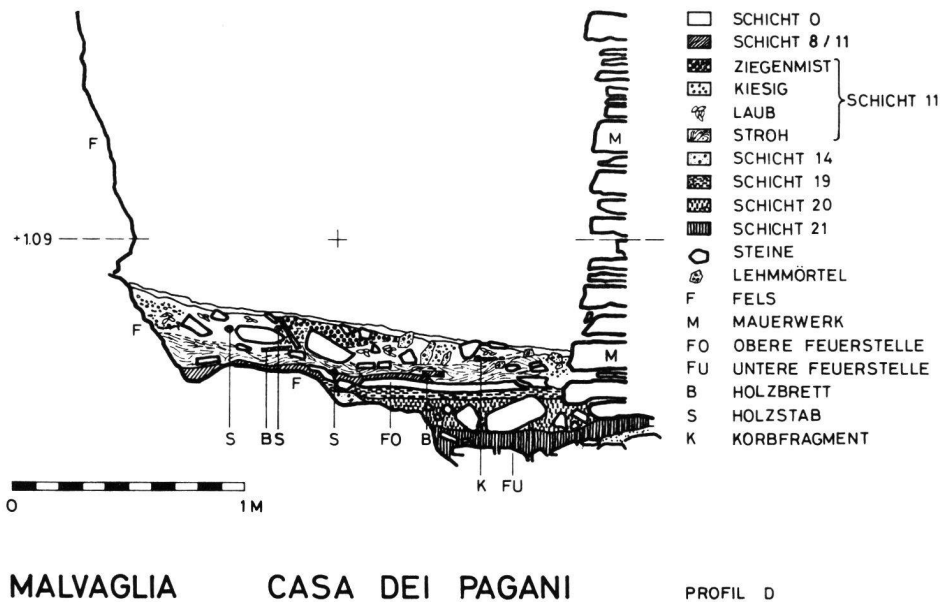 SCHICHT 0
SCHICHT 8 / 11
ZIEGENMIST
KIESIG
LAUB
STROH
SCHICHT 11
SCHICHT 14
SCHICHT 19
SCHICHT 20
SCHICHT 21
STEINE
LEHMMÖRTEL
F FELS
M MAUERWERK
FO OBERE FEUERSTELLE
FU UNTERE FEUERSTELLE
B HOLZBRETT
S HOLZSTAB
K KORBFRAGMENT
F
M
+1.09
F
M
F
S B S S FO B
K FU
0 1 M
MALVAGLIA CASA DEI PAGANI PROFIL D